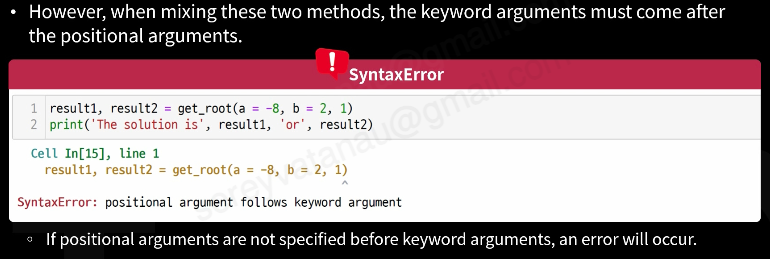 • However, when mixing these two methods, the keyword arguments must come after
the positional arguments.
SyntaxError
1 result1, result2 = get_root(a = -8, b = 2, 1)
2 print('The solution is', result1, 'or', result2)
Cell In[15], line 1
result1, result2 = get_root(a = -8, b = 2, 1)
^
SyntaxError: positional argument follows keyword argument
◦ If positional arguments are not specified before keyword arguments, an error will occur.